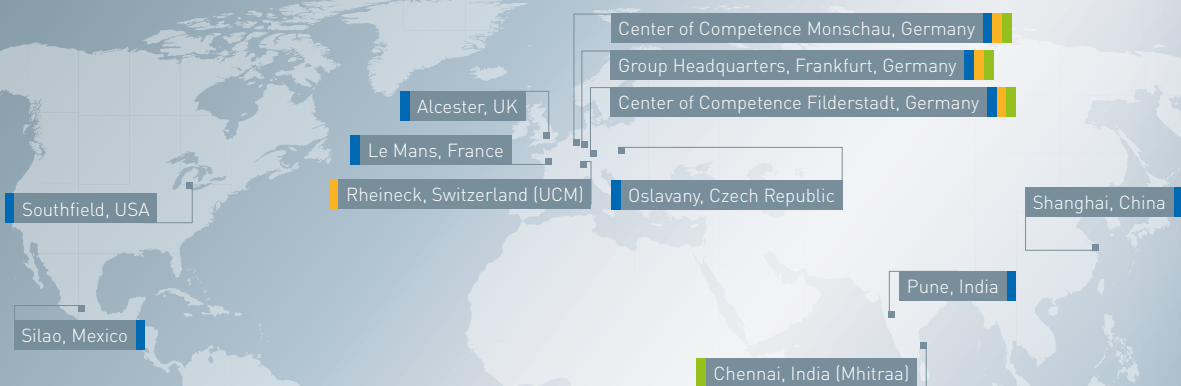 Center of Competence Monschau, Germany
Group Headquarters, Frankfurt, Germany
Center of Competence Filderstadt, Germany
Alcester, UK
Le Mans, France
Rheineck, Switzerland (UCM)
Oslavany, Czech Republic
Southfield, USA
Shanghai, China
Pune, India
Silao, Mexico
Chennai, India (Mhitraa)